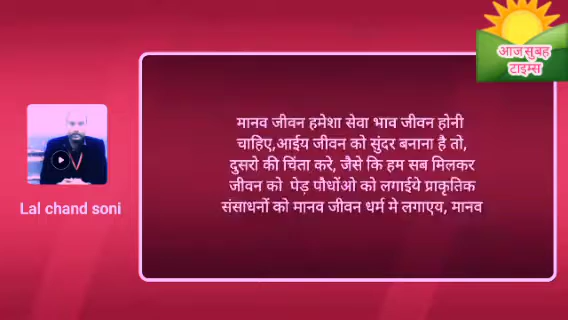 आज सुबह
टाइम्स
मानव जीवन हमेशा सेवा भाव जीवन होनी
चाहिए,आईय जीवन को सुंदर बनाना है तो,
दुसरो की चिंता करे, जैसे कि हम सब मिलकर
जीवन को पेड़ पौधोंओ को लगाईये प्राकृतिक
संसाधनों को मानव जीवन धर्म मे लगाएय, मानव
Lal chand soni